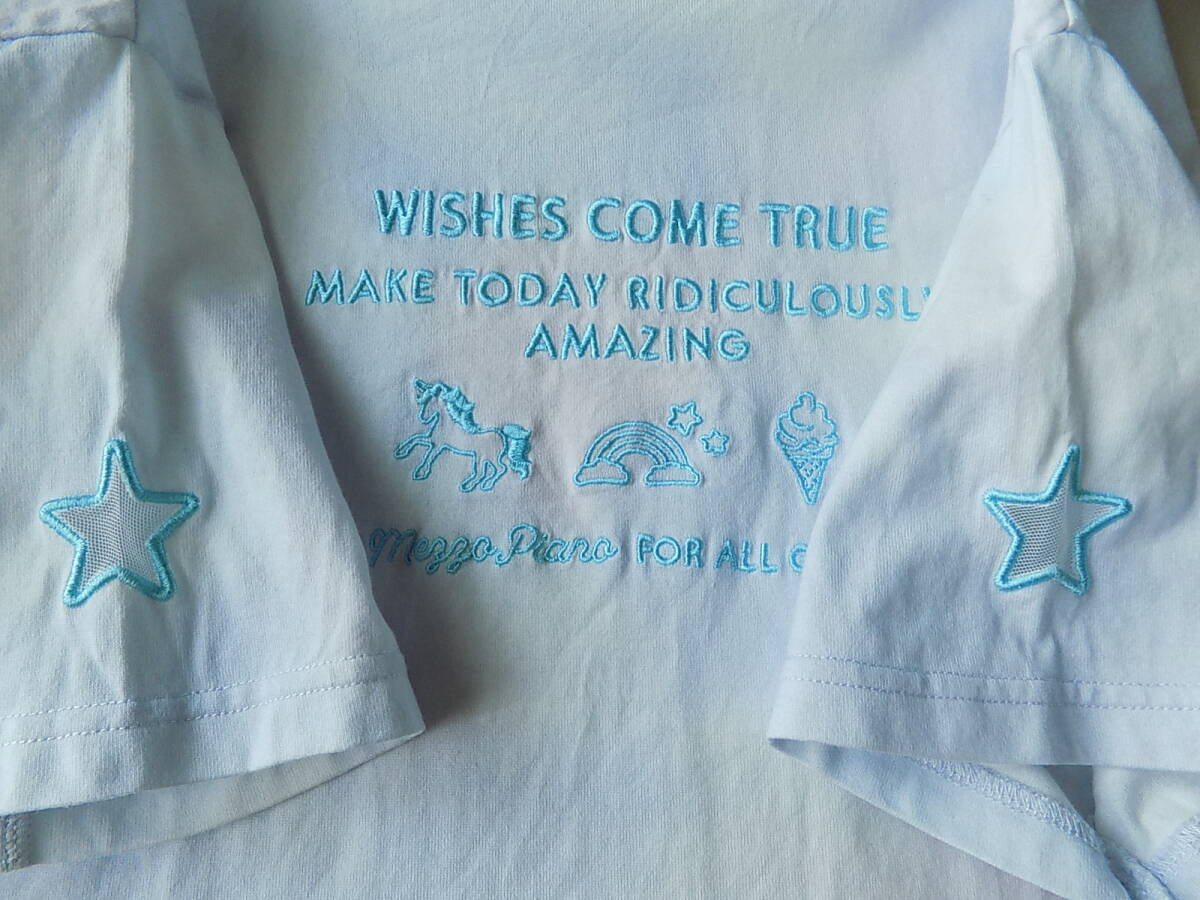 WISHES COME TRUE
MAKE TODAY RIDICULOUSLY
AMAZING
Mezzo Piano FOR ALL